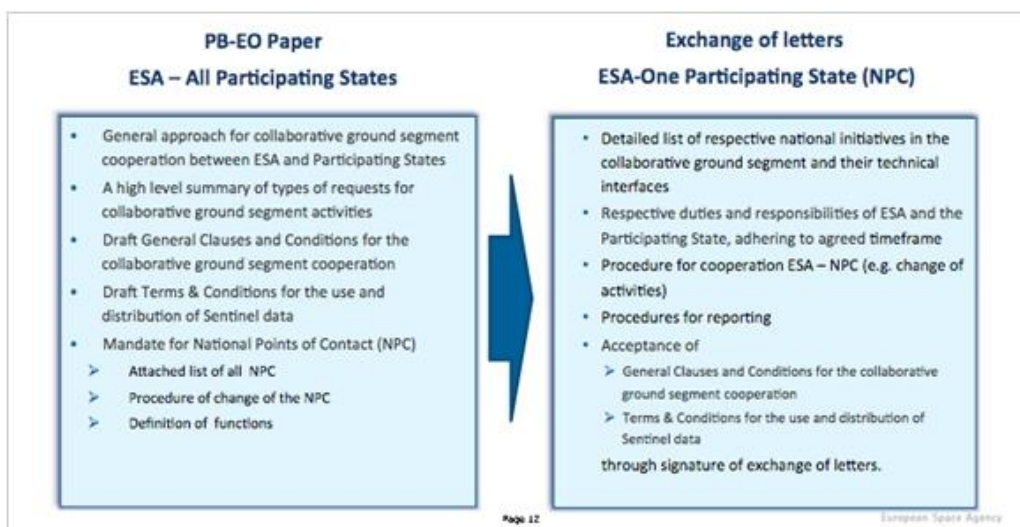 PB-EO Paper
ESA – All Participating States
• General approach for collaborative ground segment
cooperation between ESA and Participating States
• A high level summary of types of requests for
collaborative ground segment activities
• Draft General Clauses and Conditions for the
collaborative ground segment cooperation
• Draft Terms & Conditions for the use and
distribution of Sentinel data
• Mandate for National Points of Contact (NPC)
➢ Attached list of all NPC
➢ Procedure of change of the NPC
➢ Definition of functions
Exchange of letters
ESA-One Participating State (NPC)
• Detailed list of respective national initiatives in the
collaborative ground segment and their technical
interfaces
• Respective duties and responsibilities of ESA and the
Participating State, adhering to agreed timeframe
• Procedure for cooperation ESA – NPC (e.g. change of
activities)
• Procedures for reporting
• Acceptance of
➢ General Clauses and Conditions for the collaborative
ground segment cooperation
➢ Terms & Conditions for the use and distribution of
Sentinel data
through signature of exchange of letters.
Page 12
European Space Agency